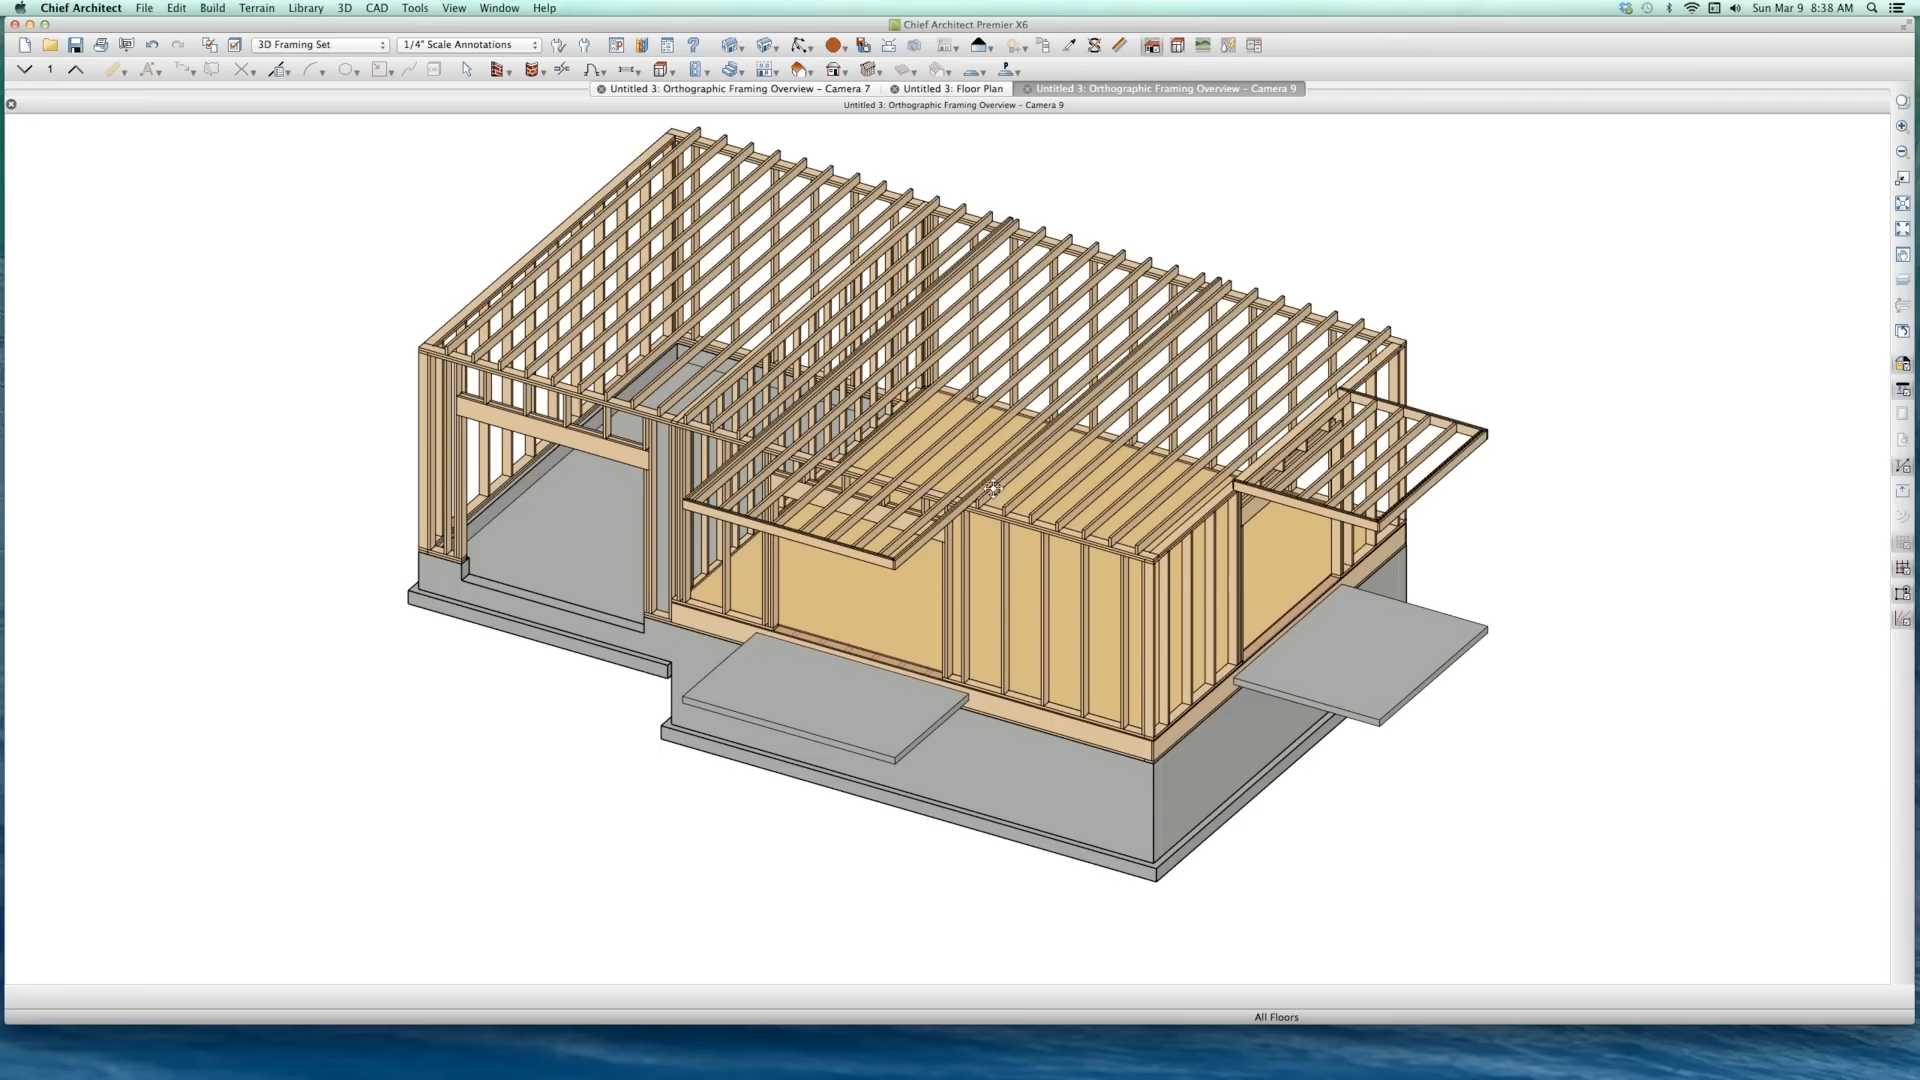 Chief Architect File Edit Build Terrain Library 3D CAD Tools View Window Help Sun Mar 9 8:38 AM
Chief Architect Premier X6
3D Framing Set 1/4" Scale Annotations
1
Untitled 3: Orthographic Framing Overview - Camera 7 Untitled 3: Floor Plan Untitled 3: Orthographic Framing Overview - Camera 9
Untitled 3: Orthographic Framing Overview - Camera 9
All Floors